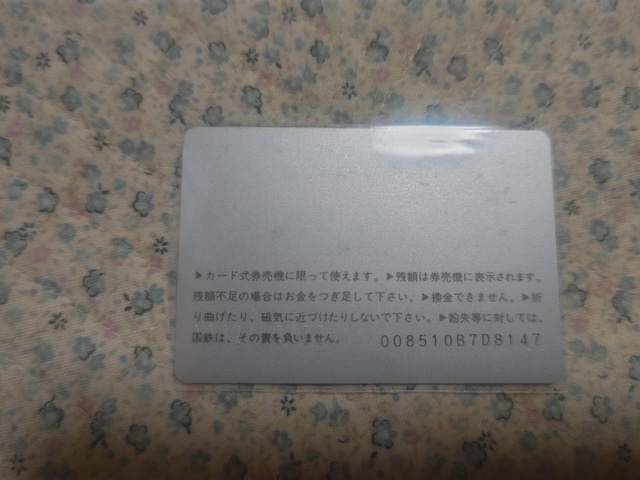 ▶カード式券売機に限って使えます。▶残額は券売機に表示されます。
残額不足の場合はお金をつぎ足して下さい。▶換金できません。▶折
り曲げたり、磁気に近づけたりしないで下さい。▶紛失等に対しては、
国鉄は、その責を負いません。
008510B7D8147